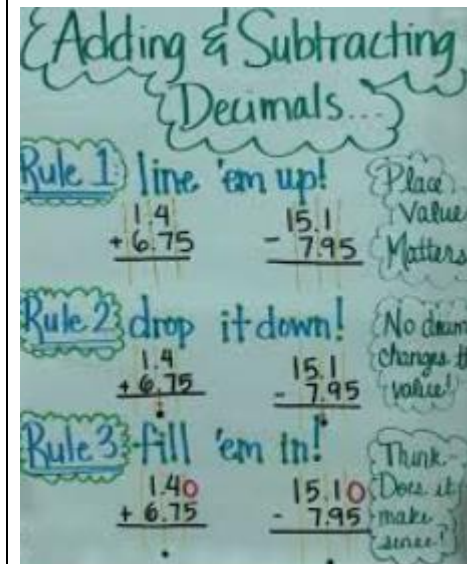 Adding & Subtracting
Decimals...
Rule 1 line 'em up!
Place
Value
Matters
1.4
+ 6.75
15.1
- 7.95
Rule 2 drop it down!
No
changes
value!
1.4
+ 6.75
.
15.1
- 7.95
.
Rule 3 fill 'em in!
Think-
Does it
make
sense!
1.40
+ 6.75
.
15.10
- 7.95
.